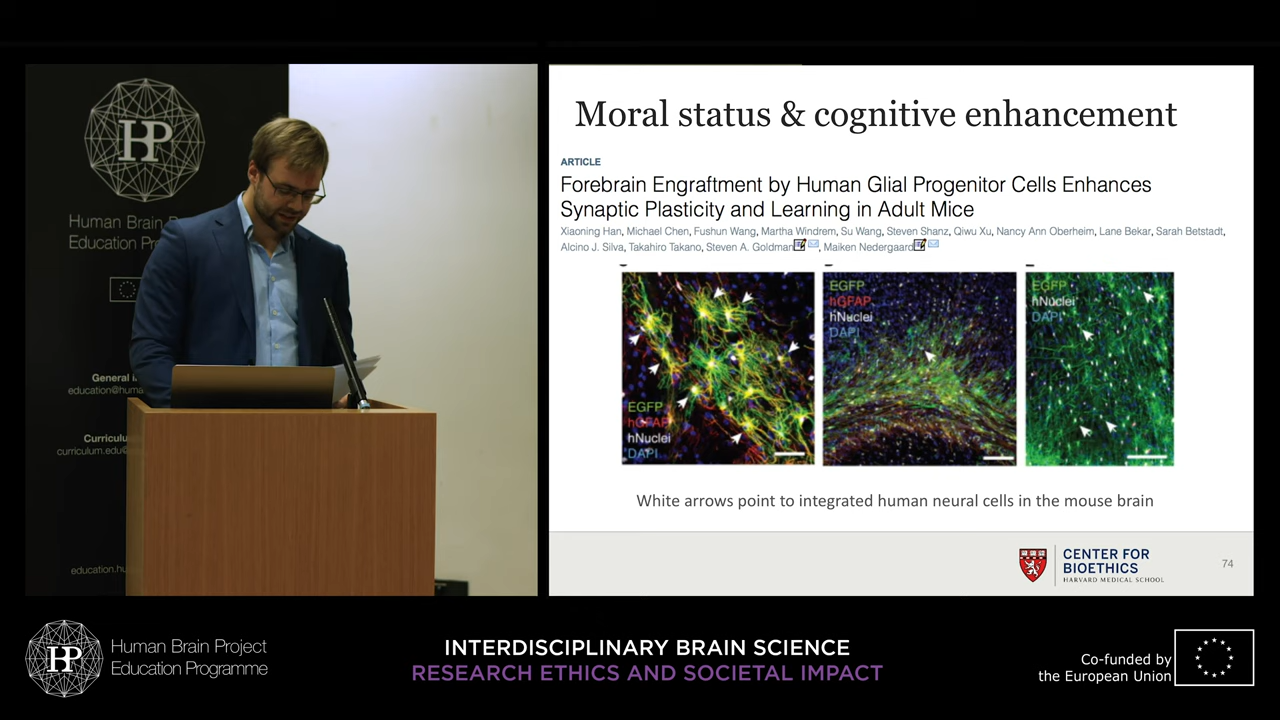 HP
Human Brain P
Education Pro
General I
education@huma
Curricul
curriculum.edu@
education.hu
Moral status & cognitive enhancement
ARTICLE
Forebrain Engraftment by Human Glial Progenitor Cells Enhances
Synaptic Plasticity and Learning in Adult Mice
Xiaoning Han, Michael Chen, Fushun Wang, Martha Windrem, Su Wang, Steven Shanz, Qiwu Xu, Nancy Ann Oberheim, Lane Bekar, Sarah Betstadt,
Alcino J. Silva, Takahiro Takano, Steven A. Goldman, Maiken Nedergaard
EGFP
hGFAP
hNuclei
DAPI
EGFP
hGFAP
hNuclei
DAPI
EGFP
hNuclei
DAPI
White arrows point to integrated human neural cells in the mouse brain
CENTER FOR
BIOETHICS
HARVARD MEDICAL SCHOOL
74
HP
Human Brain Project
Education Programme
INTERDISCIPLINARY BRAIN SCIENCE
RESEARCH ETHICS AND SOCIETAL IMPACT
Co-funded by
the European Union